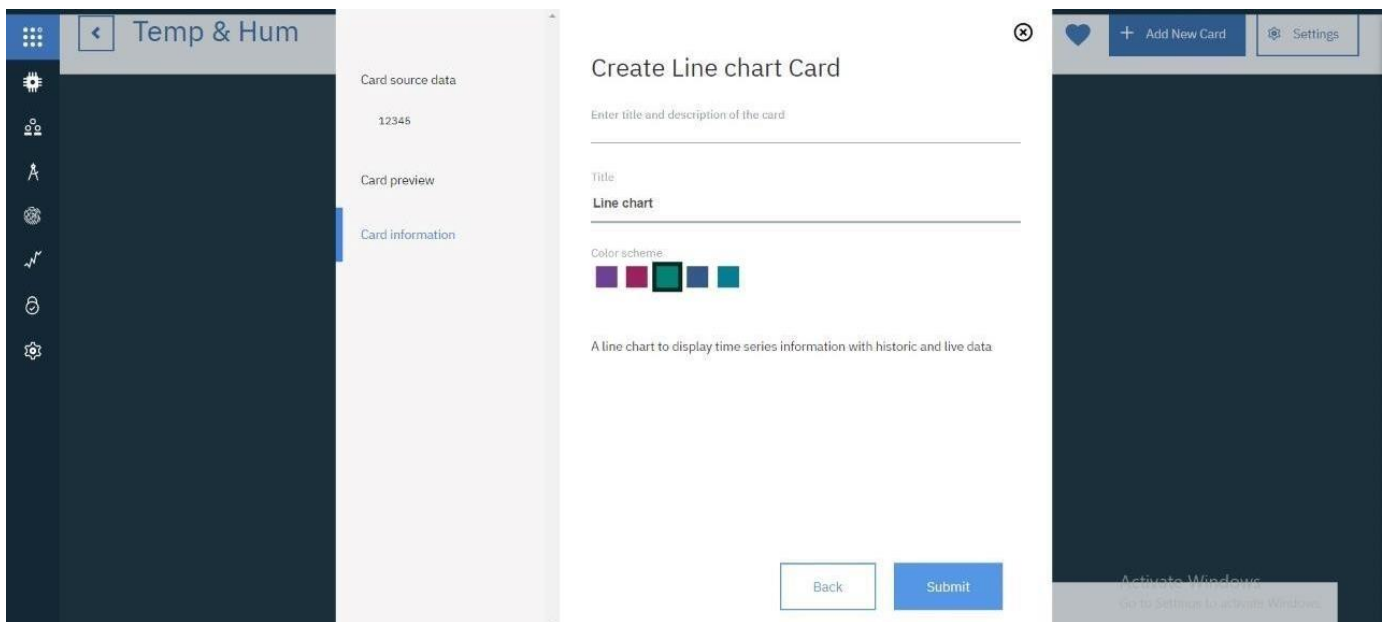 Temp & Hum
+ Add New Card
Settings
Card source data
12345
Card preview
Card information
Create Line chart Card
Enter title and description of the card
Title
Line chart
Color scheme
A line chart to display time series information with historic and live data
Back
Submit
Activate Windows
Go to Settings to activate Windows.